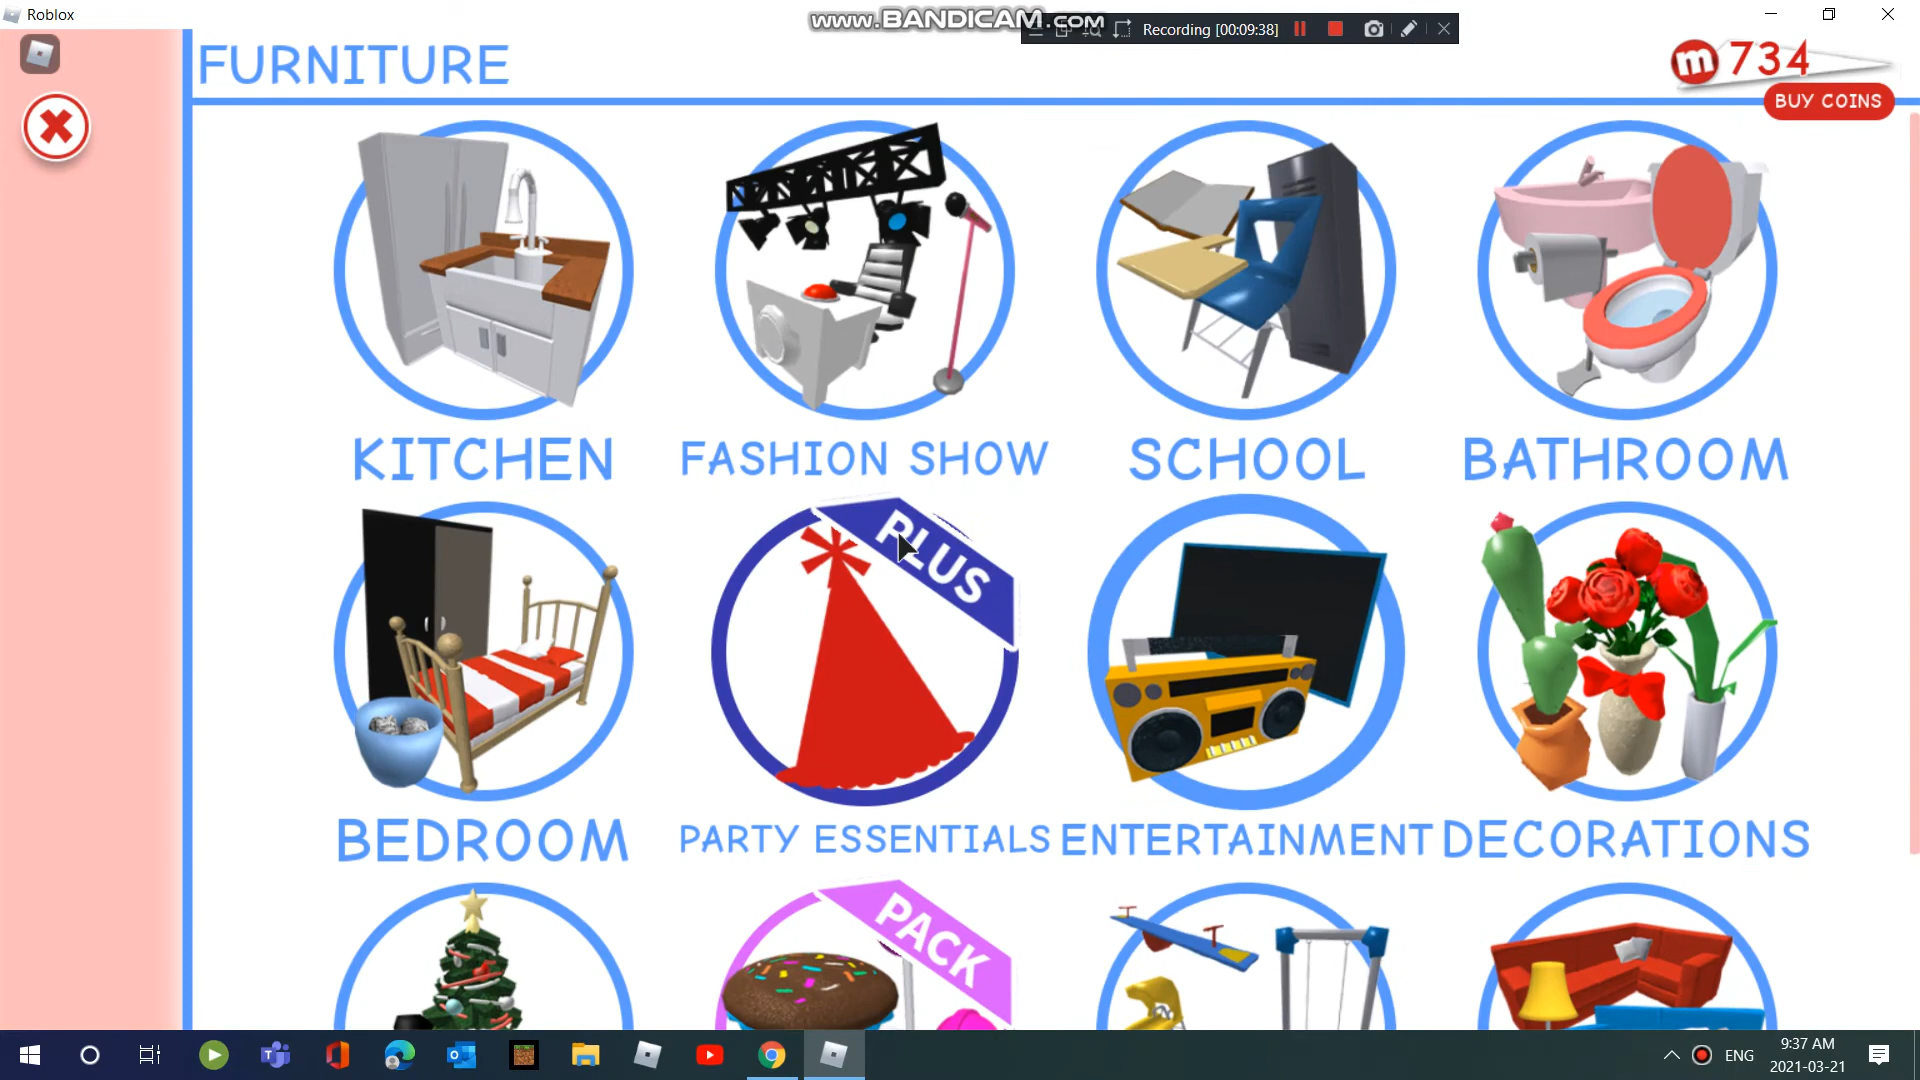 Roblox
www.BANDICAM.com
Recording [00:09:38]
FURNITURE
m 734
BUY COINS
KITCHEN
FASHION SHOW
SCHOOL
BATHROOM
PLUS
BEDROOM
PARTY ESSENTIALS
ENTERTAINMENT
DECORATIONS
PACK
ENG
9:37 AM
2021-03-21